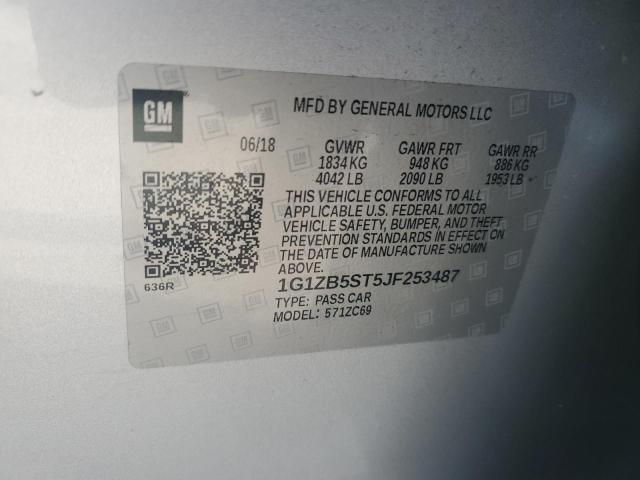 GM
MFD BY GENERAL MOTORS LLC
06/18 GVWR GAWR FRT GAWR RR
1834 KG 948 KG 886 KG
4042 LB 2090 LB 1953 LB
THIS VEHICLE CONFORMS TO ALL
APPLICABLE U.S. FEDERAL MOTOR
VEHICLE SAFETY, BUMPER, AND THEFT
PREVENTION STANDARDS IN EFFECT ON
THE DATE OF MANUFACTURE SHOWN
ABOVE.
636R
1G1ZB5ST5JF253487
TYPE: PASS CAR
MODEL: 571ZC69